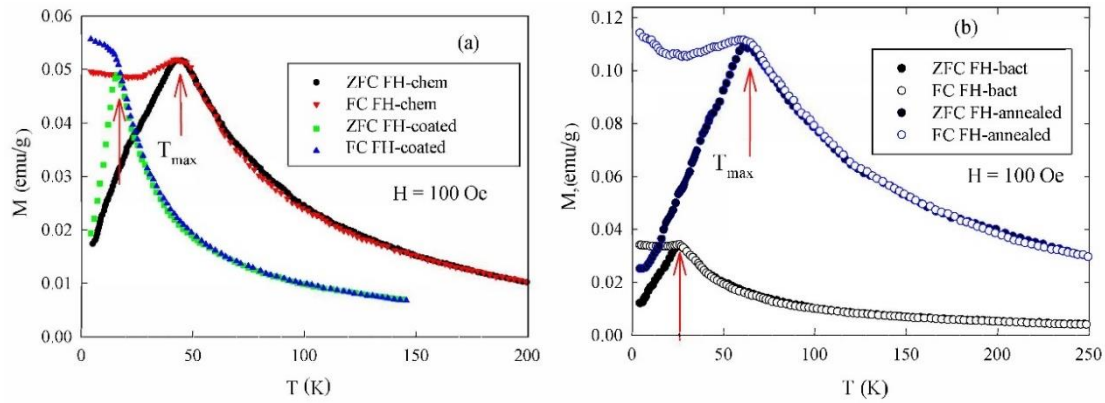 0.06
0.05
0.04
0.03
0.02
0.01
0.00
M (emu/g)
(a)
ZFC FH-chem
FC FH-chem
ZFC FH-coated
FC FH-coated
T_max
H = 100 Oe
0 50 100 150 200
T (K)
0.12
0.10
0.08
0.06
0.04
0.02
0.00
M, (emu/g)
(b)
ZFC FH-bact
FC FH-bact
ZFC FH-annealed
FC FH-annealed
T_max
H = 100 Oe
0 50 100 150 200 250
T (K)